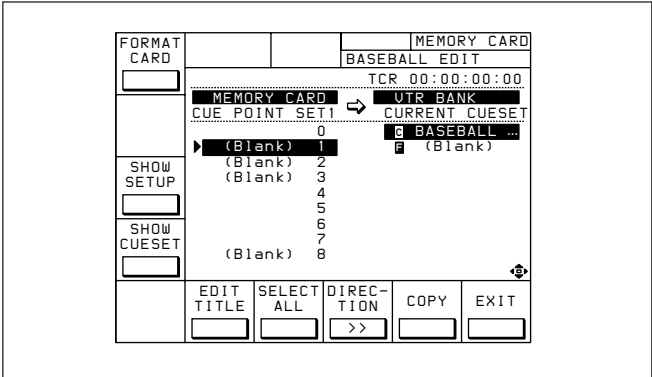 FORMAT CARD
MEMORY CARD
BASEBALL EDIT
TCR 00:00:00:00
MEMORY CARD
CUE POINT SET1
VTR BANK
CURRENT CUESET
0
(Blank) 1
(Blank) 2
(Blank) 3
4
5
6
7
(Blank) 8
C BASEBALL ...
F (Blank)
SHOW SETUP
SHOW CUESET
EDIT TITLE
SELECT ALL
DIREC-TION
>>
COPY
EXIT